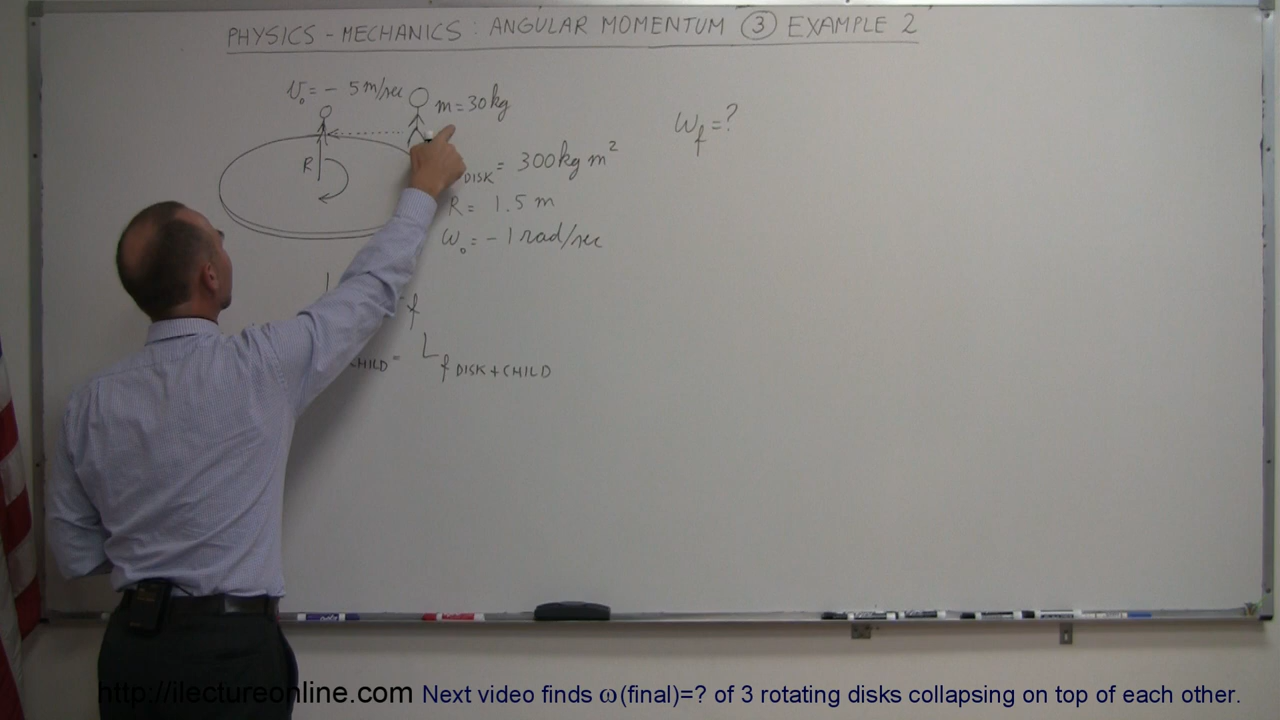 PHYSICS - MECHANICS : ANGULAR MOMENTUM ③ EXAMPLE 2
v₀ = - 5 m/sec
m = 30 kg
ω_f = ?
R
DISK = 300 kg m²
R = 1.5 m
ω₀ = - 1 rad/sec
f
CHILD = L_f DISK + CHILD
http://ilectureonline.com Next video finds ω(final)=? of 3 rotating disks collapsing on top of each other.